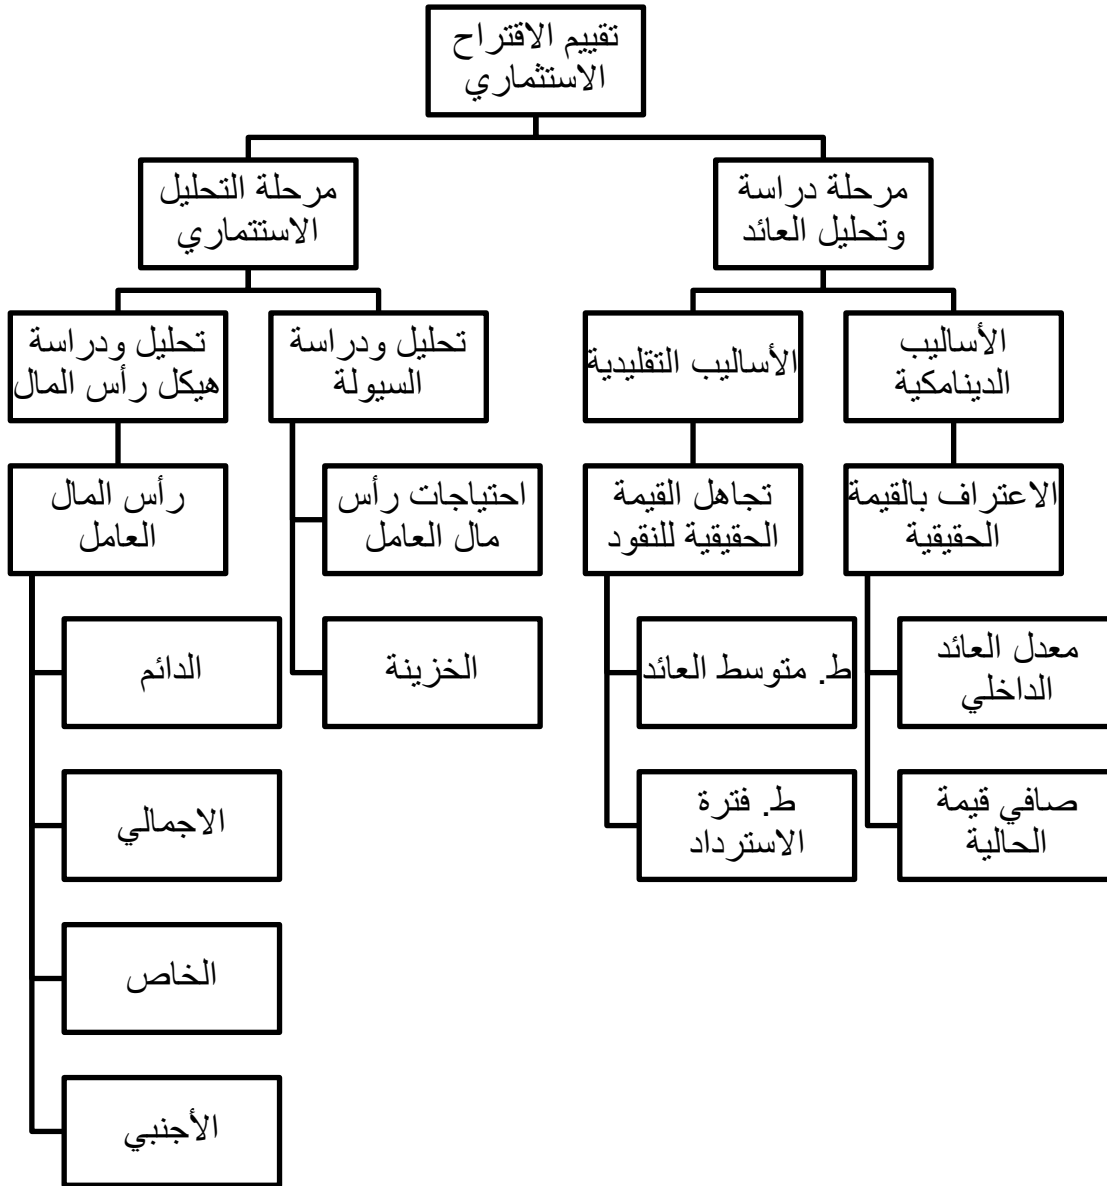 تقييم الاقتراح
الاستثماري
مرحلة دراسة
وتحليل العائد
مرحلة التحليل
الاستتماري
الأساليب
الدينامكية
الأساليب التقليدية
تحليل ودراسة
السيولة
تحليل ودراسة
هيكل رأس المال
الاعتراف بالقيمة
الحقيقية
تجاهل القيمة
الحقيقية للنقود
احتياجات رأس
مال العامل
رأس المال
العامل
معدل العائد
الداخلي
ط. متوسط العائد
الخزينة
الدائم
صافي قيمة
الحالية
ط. فترة
الاسترداد
الاجمالي
الخاص
الأجنبي